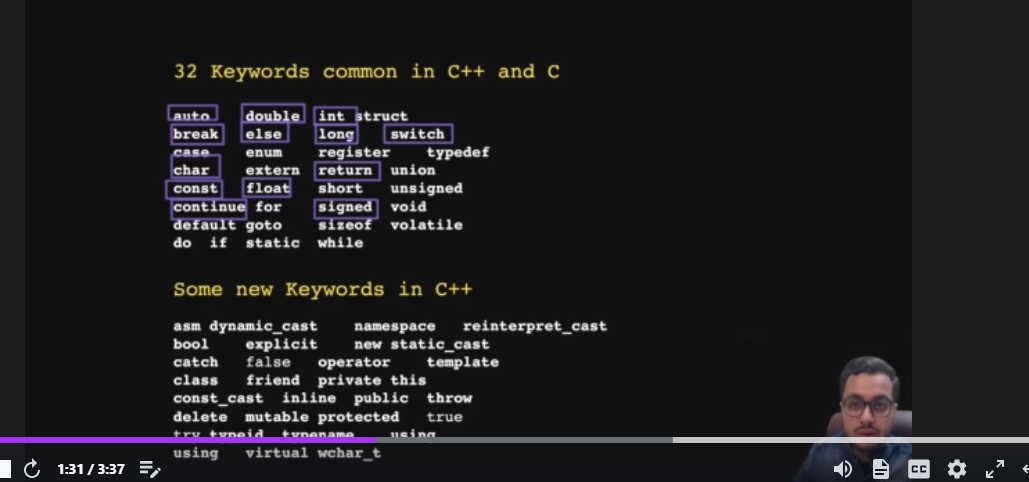 32 Keywords common in C++ and C
auto double int struct
break else long switch
case enum register typedef
char extern return union
const float short unsigned
continue for signed void
default goto sizeof volatile
do if static while
Some new Keywords in C++
asm dynamic_cast namespace reinterpret_cast
bool explicit new static_cast
catch false operator template
class friend private this
const_cast inline public throw
delete mutable protected true
try typeid typename using
using virtual wchar_t
1:31 / 3:37
CC